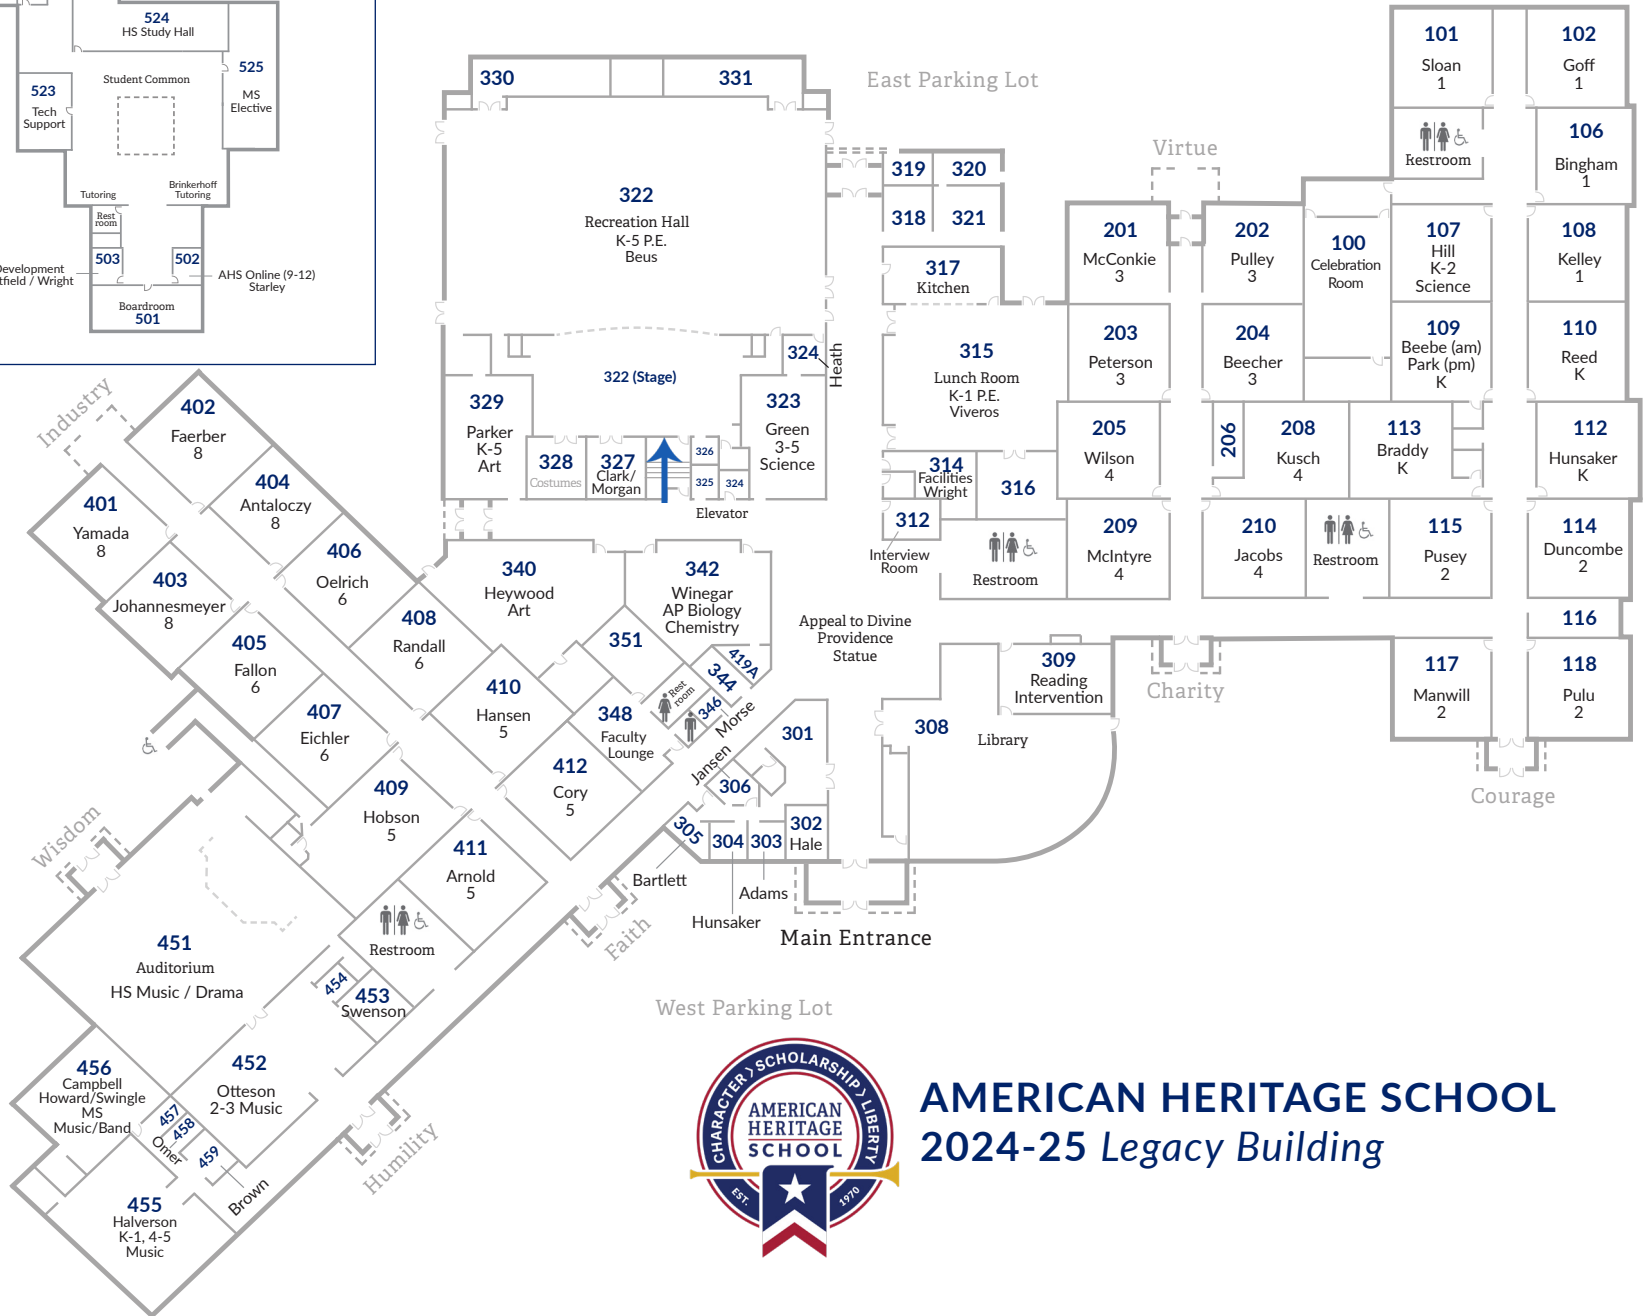 524
HS Study Hall
Student Common
525
MS
Elective
523
Tech
Support
Tutoring
Brinkerhoff
Tutoring
Rest
room
503
502
Development
tfield / Wright
AHS Online (9-12)
Starley
Boardroom
501
330
331
East Parking Lot
322
Recreation Hall
K-5 P.E.
Beus
319
320
318
321
317
Kitchen
322 (Stage)
324
Heath
329
Parker
K-5
Art
323
Green
3-5
Science
328
Costumes
327
Clark/
Morgan
326
325
324
Elevator
315
Lunch Room
K-1 P.E.
Viveros
314
Facilities
Wright
316
312
Interview
Room
Restroom
Virtue
201
McConkie
3
202
Pulley
3
203
Peterson
3
204
Beecher
3
205
Wilson
4
206
208
Kusch
4
209
McIntyre
4
210
Jacobs
4
Restroom
100
Celebration
Room
101
Sloan
1
102
Goff
1
Restroom
106
Bingham
1
107
Hill
K-2
Science
108
Kelley
1
109
Beebe (am)
Park (pm)
K
110
Reed
K
113
Braddy
K
112
Hunsaker
K
115
Pusey
2
114
Duncombe
2
116
117
Manwill
2
118
Pulu
2
Charity
Courage
Industry
402
Faerber
8
401
Yamada
8
404
Antaloczy
8
403
Johannesmeyer
8
406
Oelrich
6
405
Fallon
6
408
Randall
6
407
Eichler
6
410
Hansen
5
409
Hobson
5
412
Cory
5
411
Arnold
5
Restroom
340
Heywood
Art
342
Winegar
AP Biology
Chemistry
351
419A
344
346
Rest
room
348
Faculty
Lounge
Morse
Jansen
Appeal to Divine
Providence
Statue
309
Reading
Intervention
308
Library
301
306
305
304
303
302
Hale
Bartlett
Adams
Hunsaker
Main Entrance
Faith
Wisdom
451
Auditorium
HS Music / Drama
454
453
Swenson
452
Otteson
2-3 Music
456
Campbell
Howard/Swingle
MS
Music/Band
457
458
Omer
459
Brown
455
Halverson
K-1, 4-5
Music
Humility
West Parking Lot
CHARACTER > SCHOLARSHIP > LIBERTY
AMERICAN
HERITAGE
SCHOOL
EST. 1970
AMERICAN HERITAGE SCHOOL
2024-25 Legacy Building